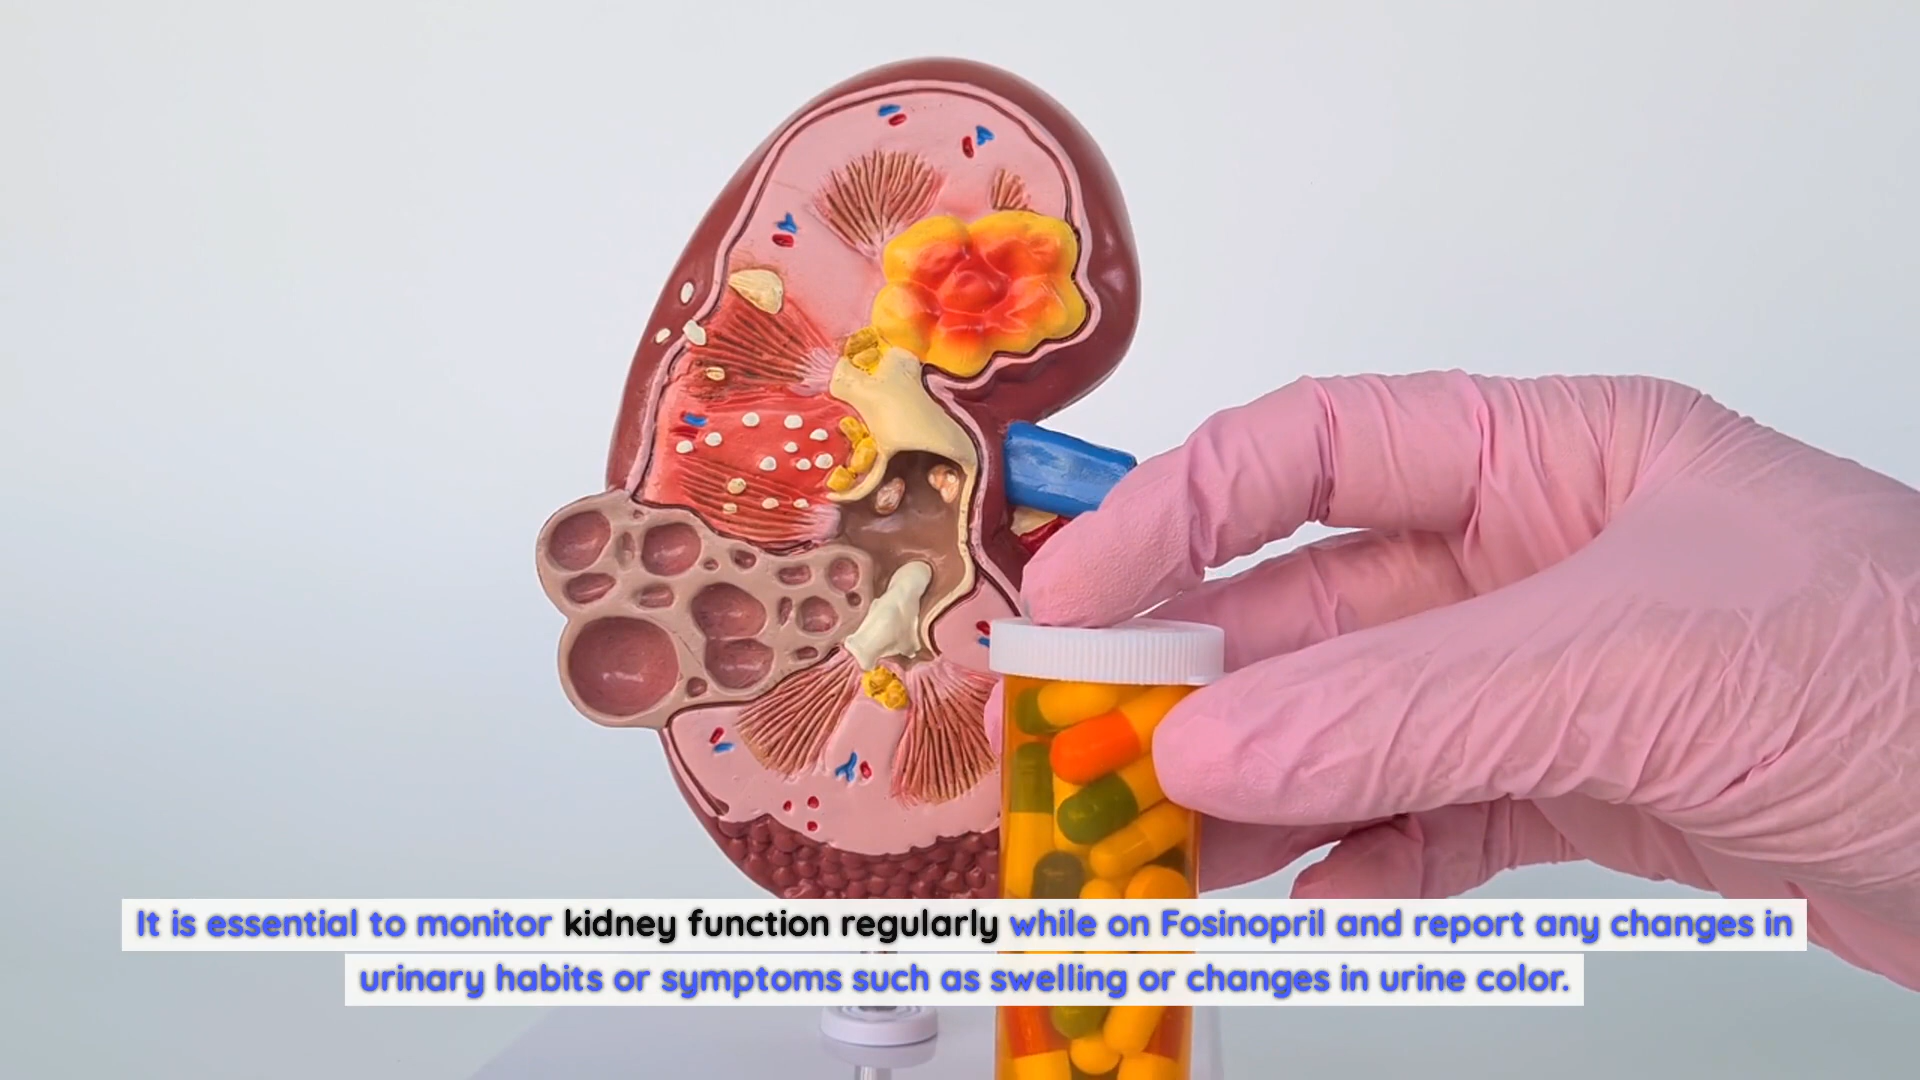 It is essential to monitor kidney function regularly while on Fosinopril and report any changes in
urinary habits or symptoms such as swelling or changes in urine color.